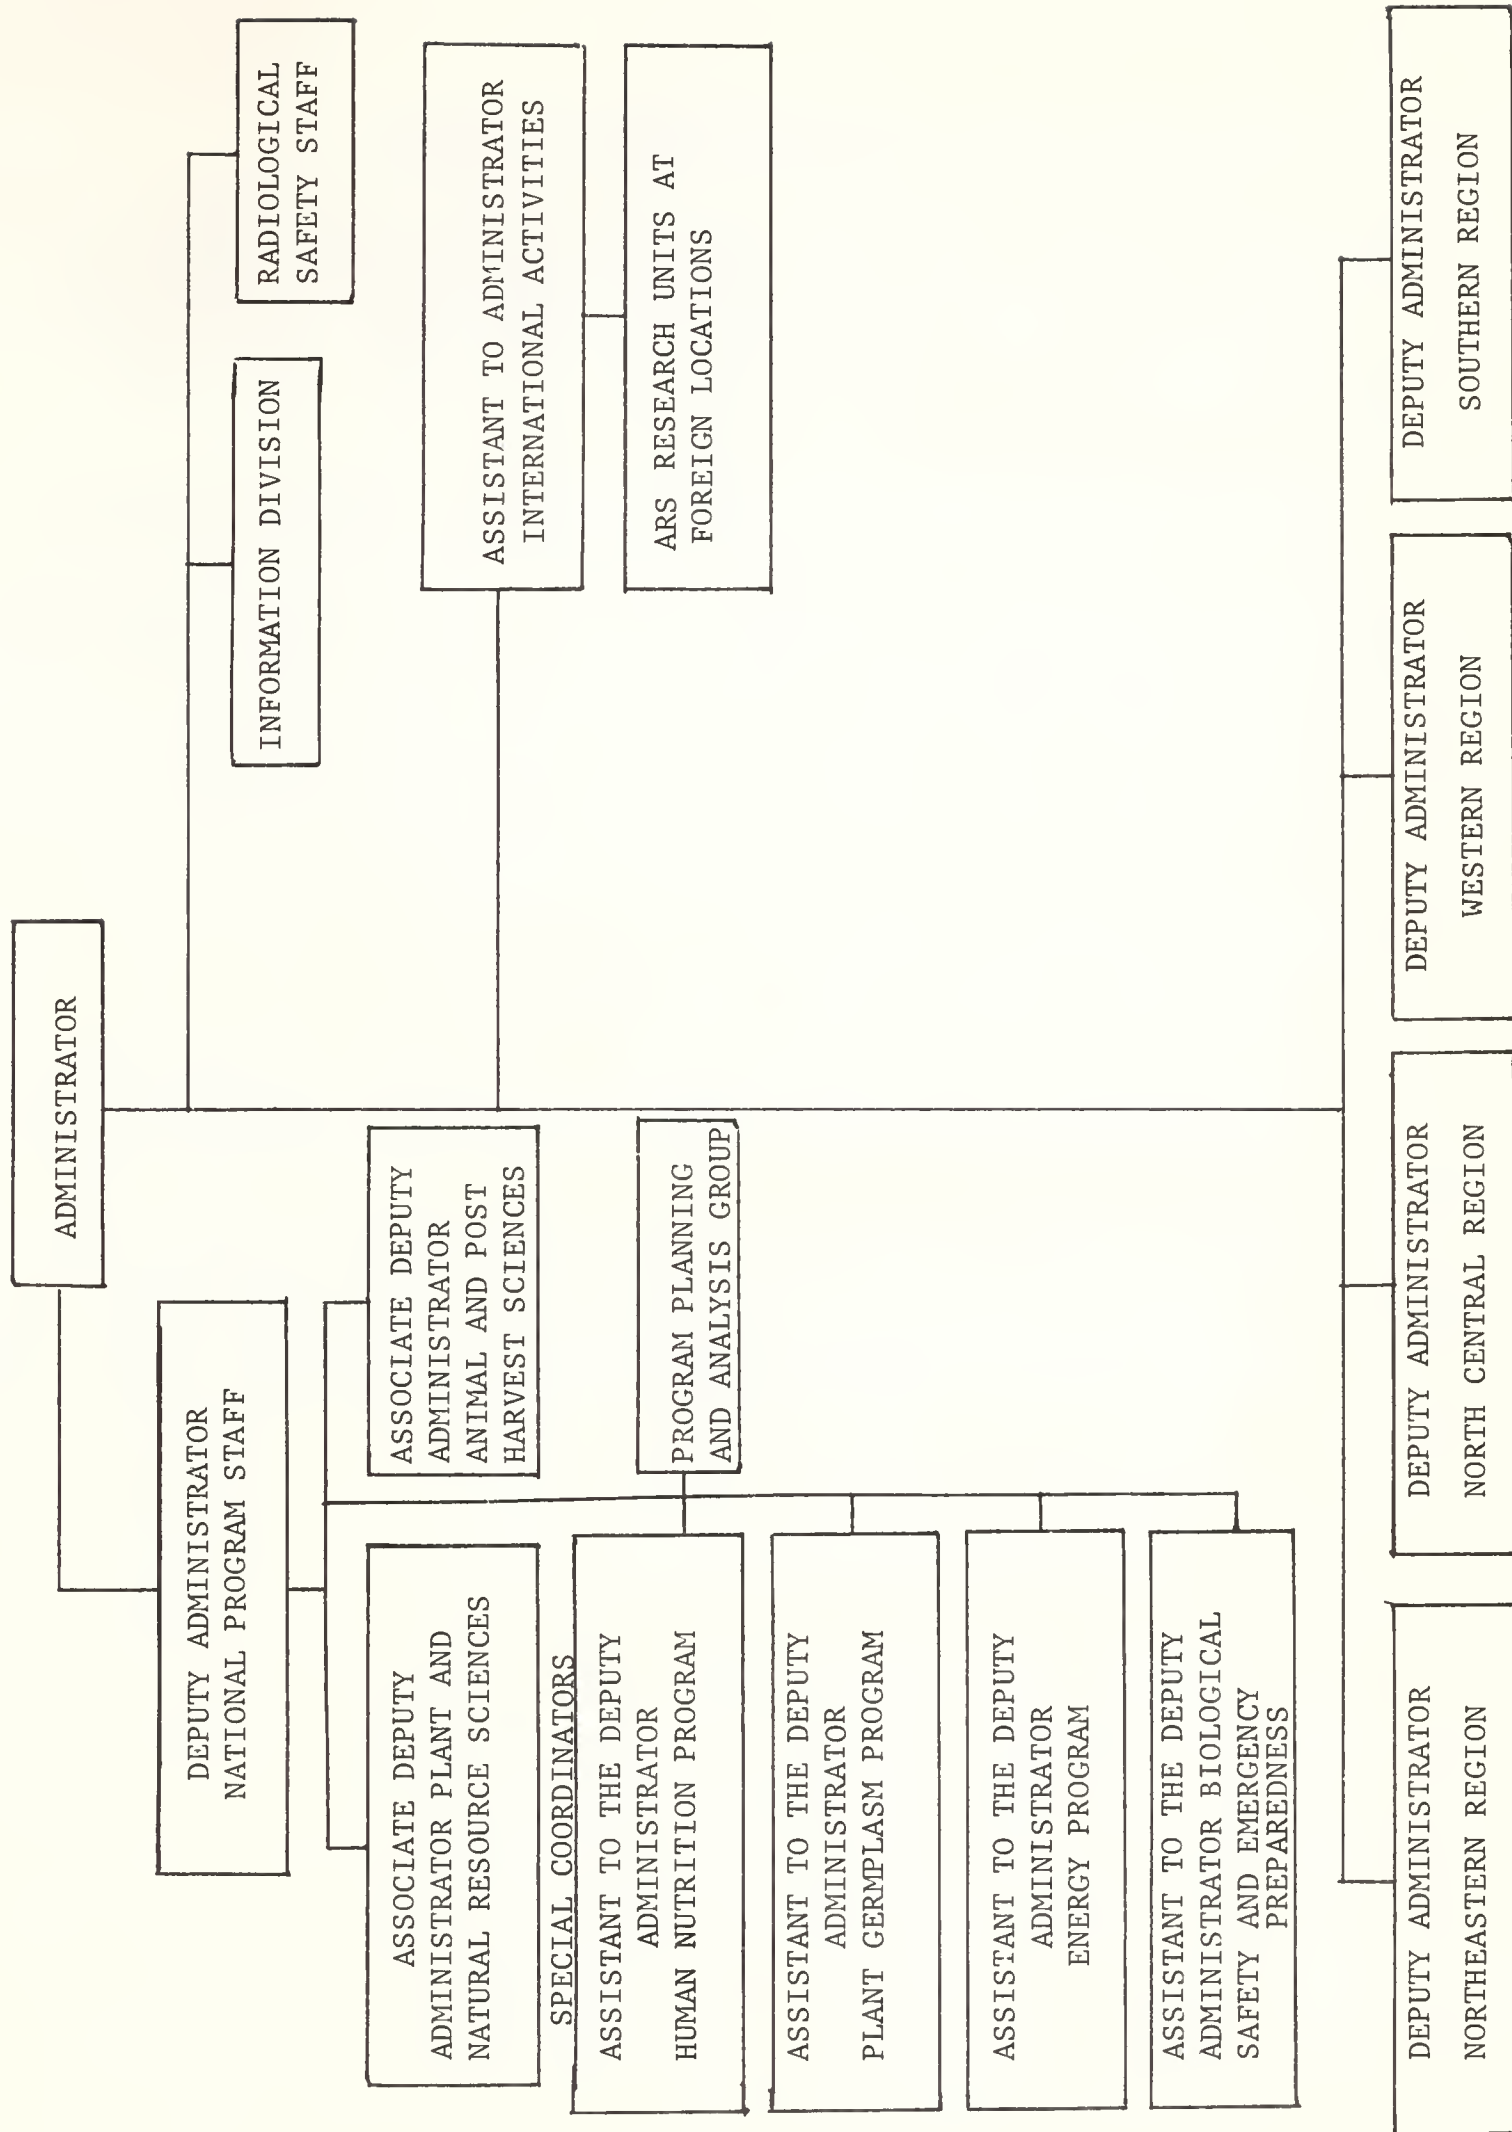 ADMINISTRATOR
DEPUTY ADMINISTRATOR
NATIONAL PROGRAM STAFF
INFORMATION DIVISION
RADIOLOGICAL
SAFETY STAFF
ASSOCIATE DEPUTY
ADMINISTRATOR PLANT AND
NATURAL RESOURCE SCIENCES
ASSOCIATE DEPUTY
ADMINISTRATOR
ANIMAL AND POST
HARVEST SCIENCES
ASSISTANT TO ADMINISTRATOR
INTERNATIONAL ACTIVITIES
ARS RESEARCH UNITS AT
FOREIGN LOCATIONS
SPECIAL COORDINATORS
ASSISTANT TO THE DEPUTY
ADMINISTRATOR
HUMAN NUTRITION PROGRAM
PROGRAM PLANNING
AND ANALYSIS GROUP
ASSISTANT TO THE DEPUTY
ADMINISTRATOR
PLANT GERMPLASM PROGRAM
ASSISTANT TO THE DEPUTY
ADMINISTRATOR
ENERGY PROGRAM
ASSISTANT TO THE DEPUTY
ADMINISTRATOR BIOLOGICAL
SAFETY AND EMERGENCY
PREPAREDNESS
DEPUTY ADMINISTRATOR
NORTHEASTERN REGION
DEPUTY ADMINISTRATOR
NORTH CENTRAL REGION
DEPUTY ADMINISTRATOR
WESTERN REGION
DEPUTY ADMINISTRATOR
SOUTHERN REGION